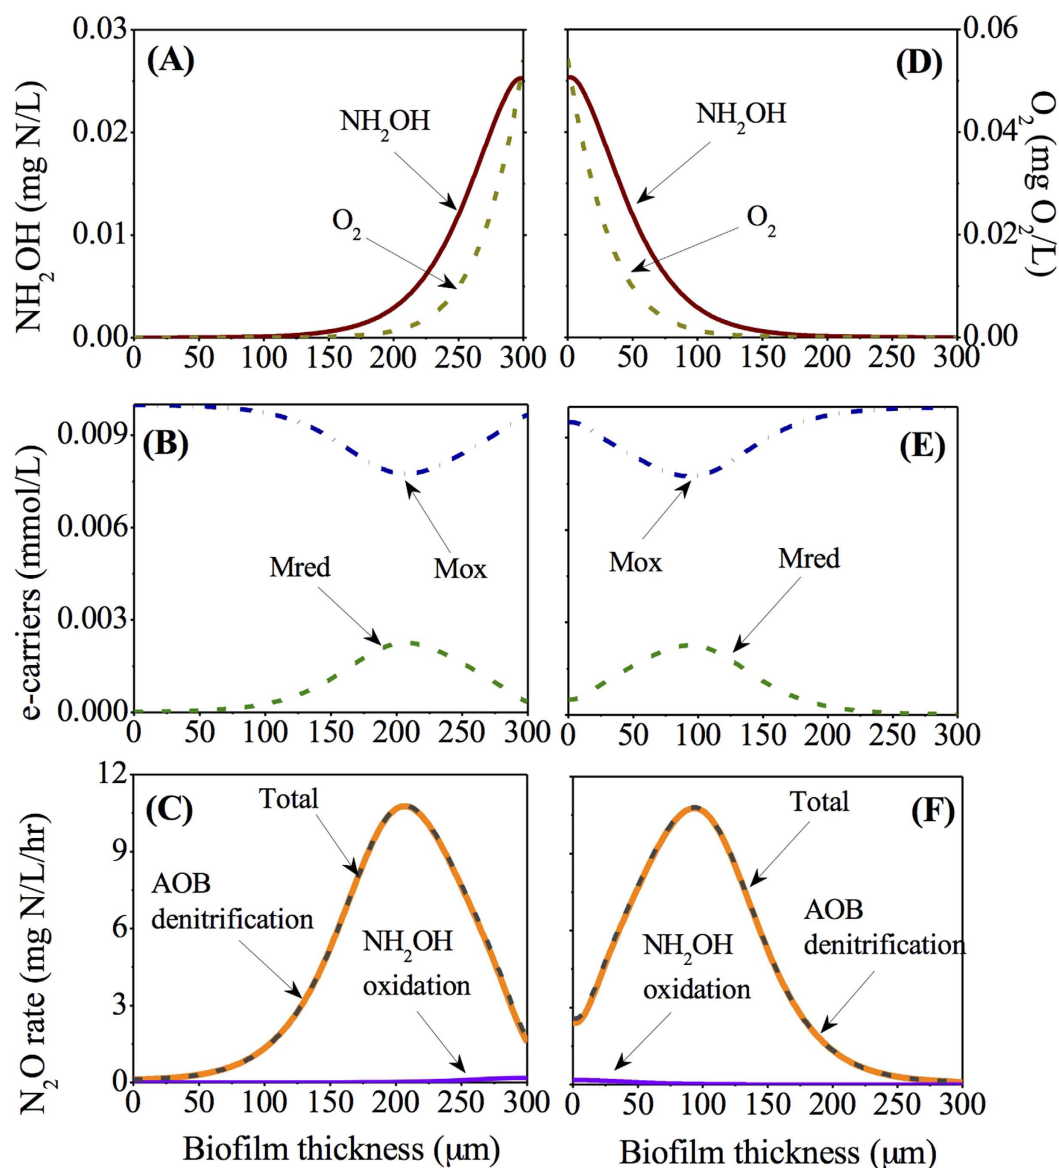 0.03
(A)
(D)
0.06
NH₂OH (mg N/L)
0.02
NH₂OH
NH₂OH
0.04
O₂ (mg O₂/L)
0.01
O₂
O₂
0.02
0.00
0.00
0 50 100 150 200 250 300
0 50 100 150 200 250 300
e-carriers (mmol/L)
0.009
(B)
(E)
0.006
Mred
Mox
Mox
Mred
0.003
0.000
0 50 100 150 200 250 300
0 50 100 150 200 250 300
N₂O rate (mg N/L/hr)
12
(C)
Total
Total
(F)
9
AOB
denitrification
AOB
denitrification
6
NH₂OH
oxidation
NH₂OH
oxidation
3
0
0 50 100 150 200 250 300
0 50 100 150 200 250 300
Biofilm thickness (μm)
Biofilm thickness (μm)